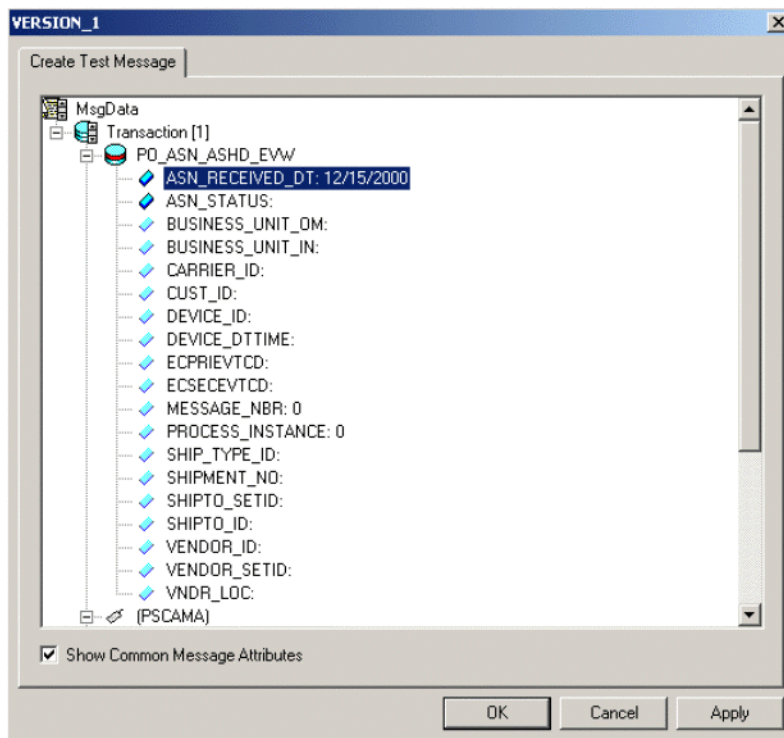 VERSION_1
Create Test Message
MsgData
Transaction [1]
PO_ASN_ASHD_EVW
ASN_RECEIVED_DT: 12/15/2000
ASN_STATUS:
BUSINESS_UNIT_OM:
BUSINESS_UNIT_IN:
CARRIER_ID:
CUST_ID:
DEVICE_ID:
DEVICE_DTTIME:
ECPRIEVTCD:
ECSECEVTCD:
MESSAGE_NBR: 0
PROCESS_INSTANCE: 0
SHIP_TYPE_ID:
SHIPMENT_NO:
SHIPTO_SETID:
SHIPTO_ID:
VENDOR_ID:
VENDOR_SETID:
VNDR_LOC:
(PSCAMA)
Show Common Message Attributes
OK Cancel Apply